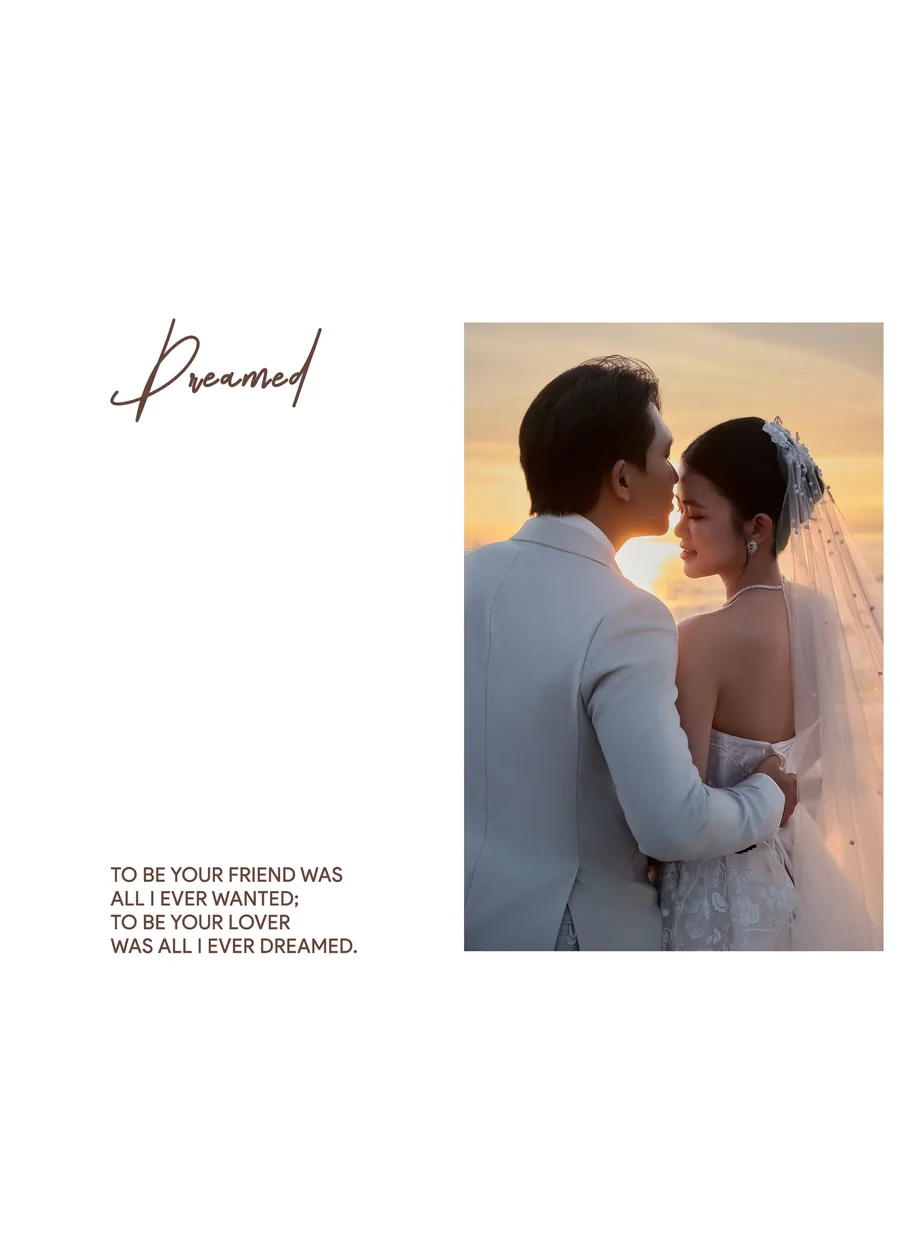 Dreamed
TO BE YOUR FRIEND WAS
ALL I EVER WANTED;
TO BE YOUR LOVER
WAS ALL I EVER DREAMED.